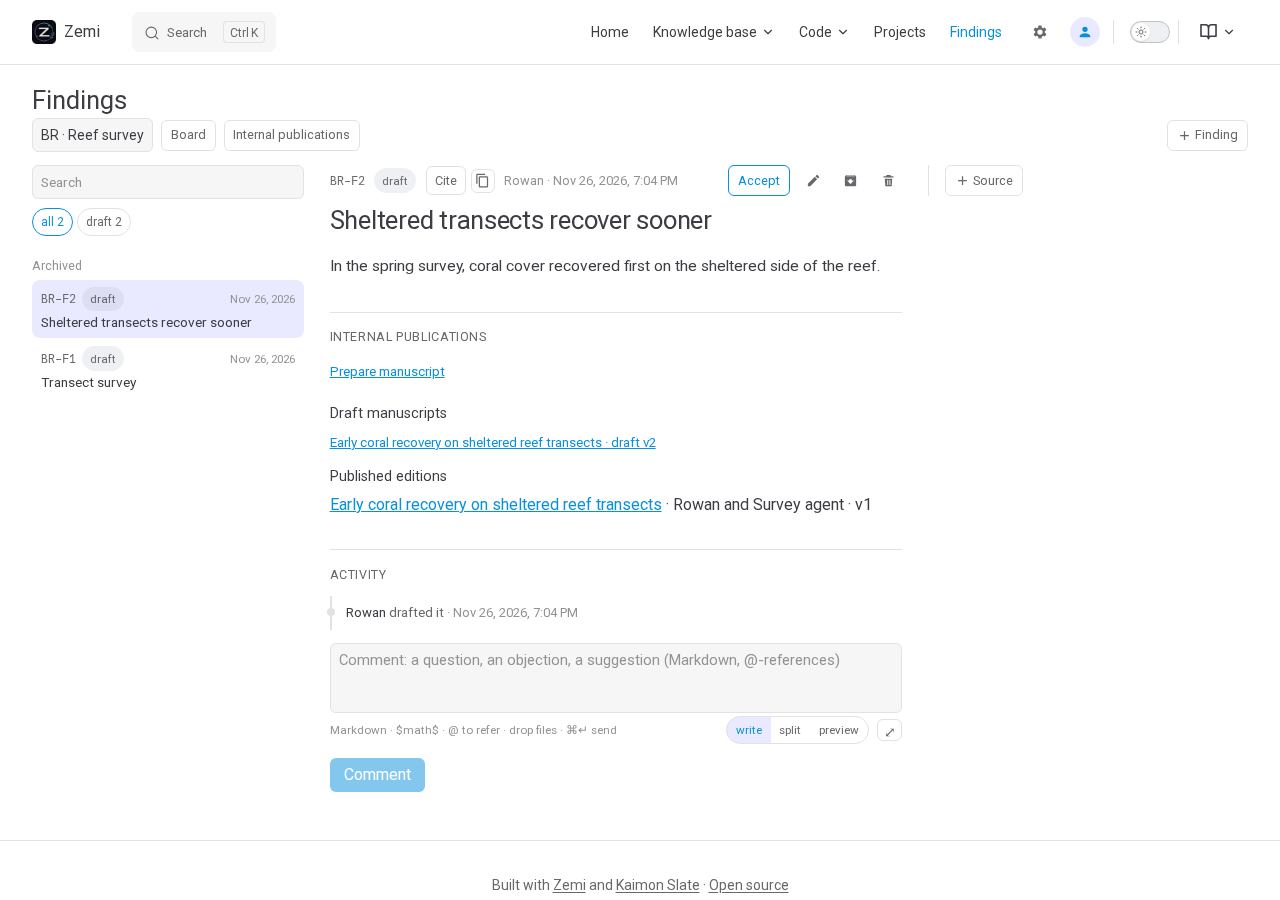 Zemi
Search
Ctrl K
Home
Knowledge base
Code
Projects
Findings
Findings
BR · Reef survey
Board
Internal publications
+ Finding
Search
all 2
draft 2
Archived
BR-F2 draft Nov 26, 2026
Sheltered transects recover sooner
BR-F1 draft Nov 26, 2026
Transect survey
BR-F2 draft Cite Rowan · Nov 26, 2026, 7:04 PM
Accept
+ Source
Sheltered transects recover sooner
In the spring survey, coral cover recovered first on the sheltered side of the reef.
INTERNAL PUBLICATIONS
Prepare manuscript
Draft manuscripts
Early coral recovery on sheltered reef transects · draft v2
Published editions
Early coral recovery on sheltered reef transects · Rowan and Survey agent · v1
ACTIVITY
Rowan drafted it · Nov 26, 2026, 7:04 PM
Comment: a question, an objection, a suggestion (Markdown, @-references)
Markdown · $math$ · @ to refer · drop files · ⌘↵ send
write split preview
Comment
Built with Zemi and Kaimon Slate · Open source